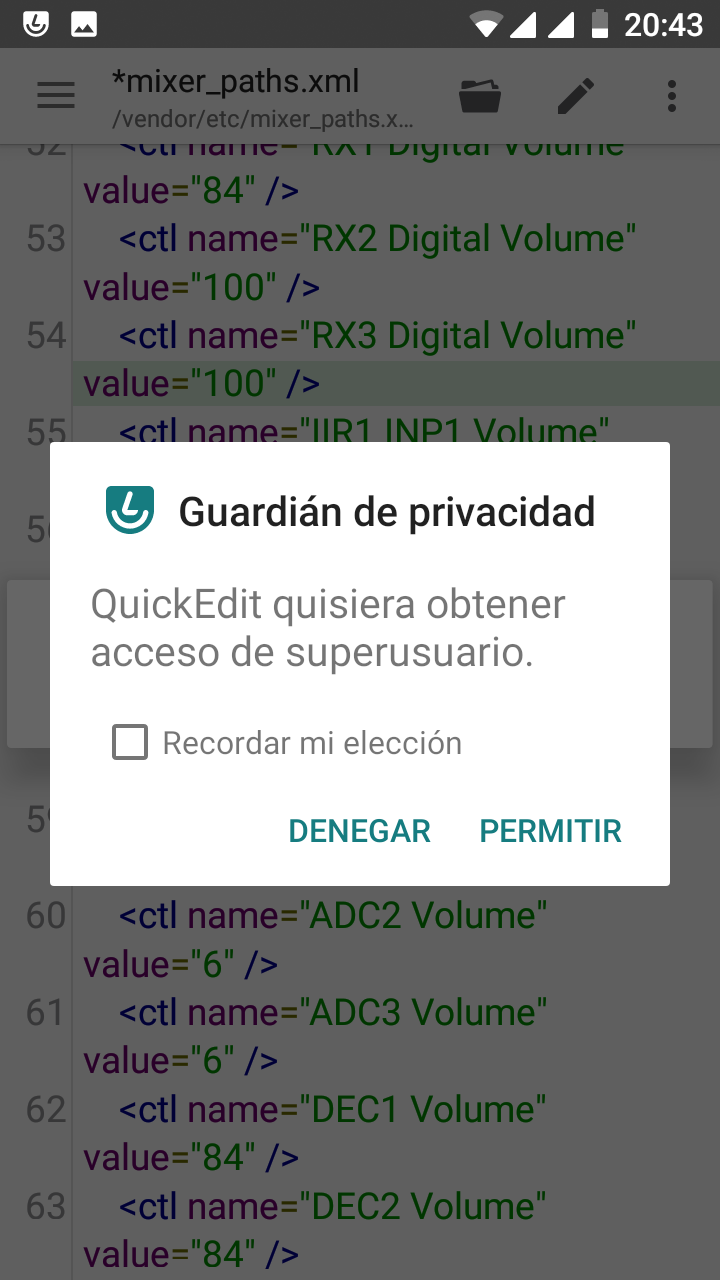 20:43
*mixer_paths.xml
/vendor/etc/mixer_paths.x...
52 <ctl name="RX1 Digital Volume"
value="84" />
53 <ctl name="RX2 Digital Volume"
value="100" />
54 <ctl name="RX3 Digital Volume"
value="100" />
55 <ctl name="IIR1 INP1 Volume"
Guardián de privacidad
QuickEdit quisiera obtener
acceso de superusuario.
Recordar mi elección
DENEGAR PERMITIR
60 <ctl name="ADC2 Volume"
value="6" />
61 <ctl name="ADC3 Volume"
value="6" />
62 <ctl name="DEC1 Volume"
value="84" />
63 <ctl name="DEC2 Volume"
value="84" />